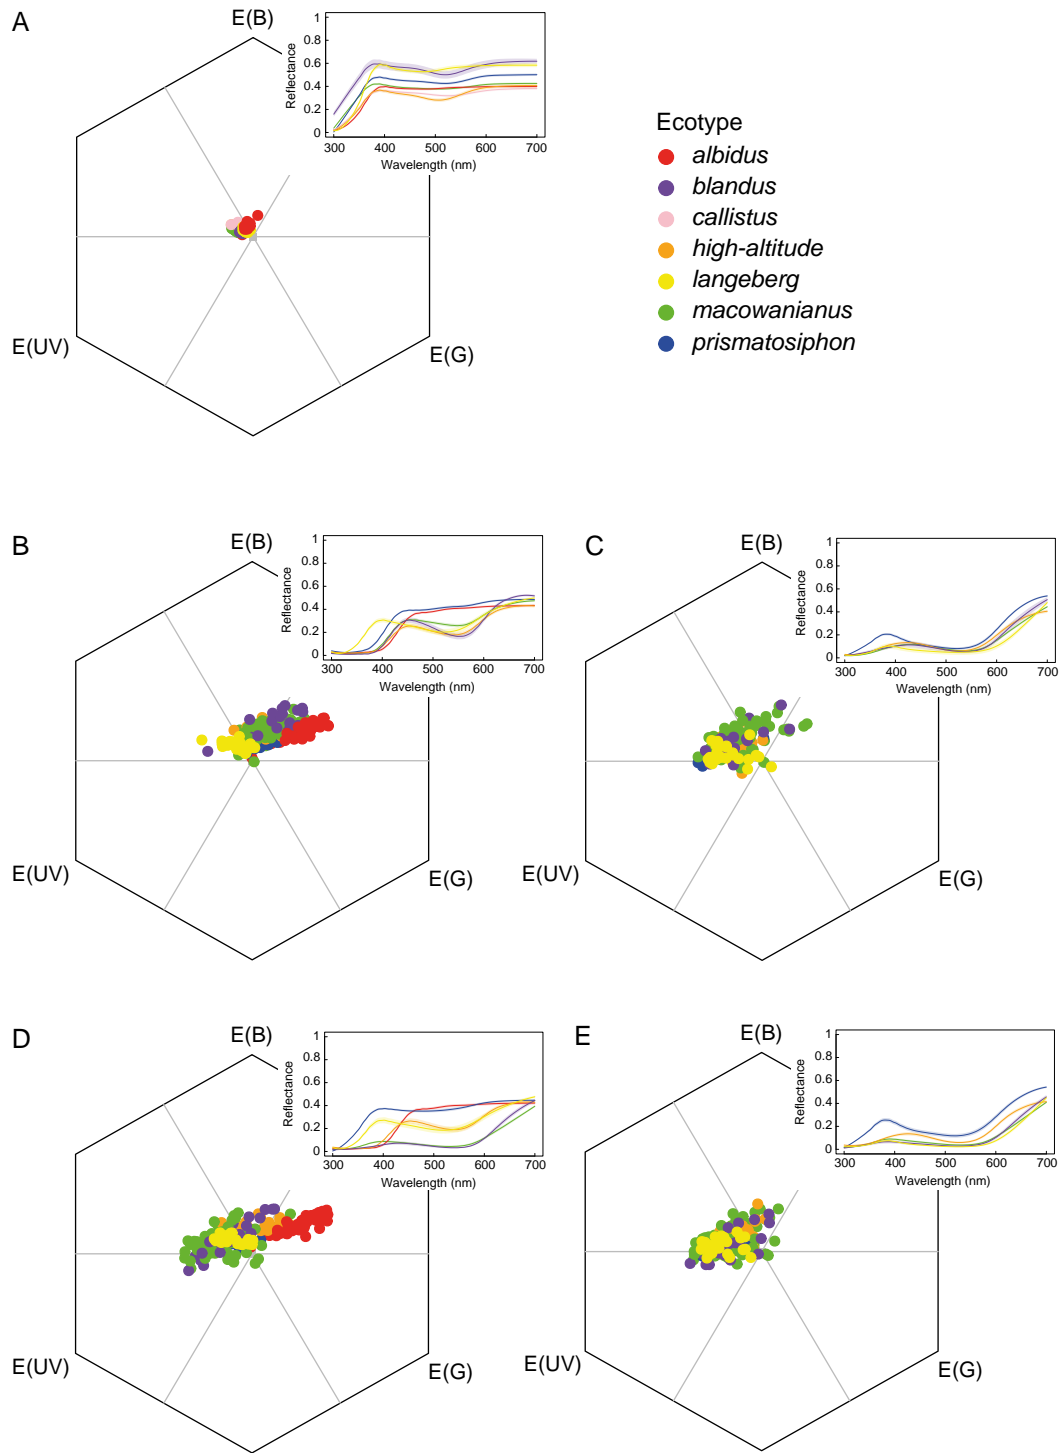 A
E(B)
E(UV)
E(G)
Reflectance
1
0.8
0.6
0.4
0.2
0
300
400
500
600
700
Wavelength (nm)
Ecotype
albidus
blandus
callistus
high-altitude
langeberg
macowanianus
prismatosiphon
B
E(B)
E(UV)
E(G)
Reflectance
1
0.8
0.6
0.4
0.2
0
300
400
500
600
700
Wavelength (nm)
C
E(B)
E(UV)
E(G)
Reflectance
1
0.8
0.6
0.4
0.2
0
300
400
500
600
700
Wavelength (nm)
D
E(B)
E(UV)
E(G)
Reflectance
1
0.8
0.6
0.4
0.2
0
300
400
500
600
700
Wavelength (nm)
E
E(B)
E(UV)
E(G)
Reflectance
1
0.8
0.6
0.4
0.2
0
300
400
500
600
700
Wavelength (nm)